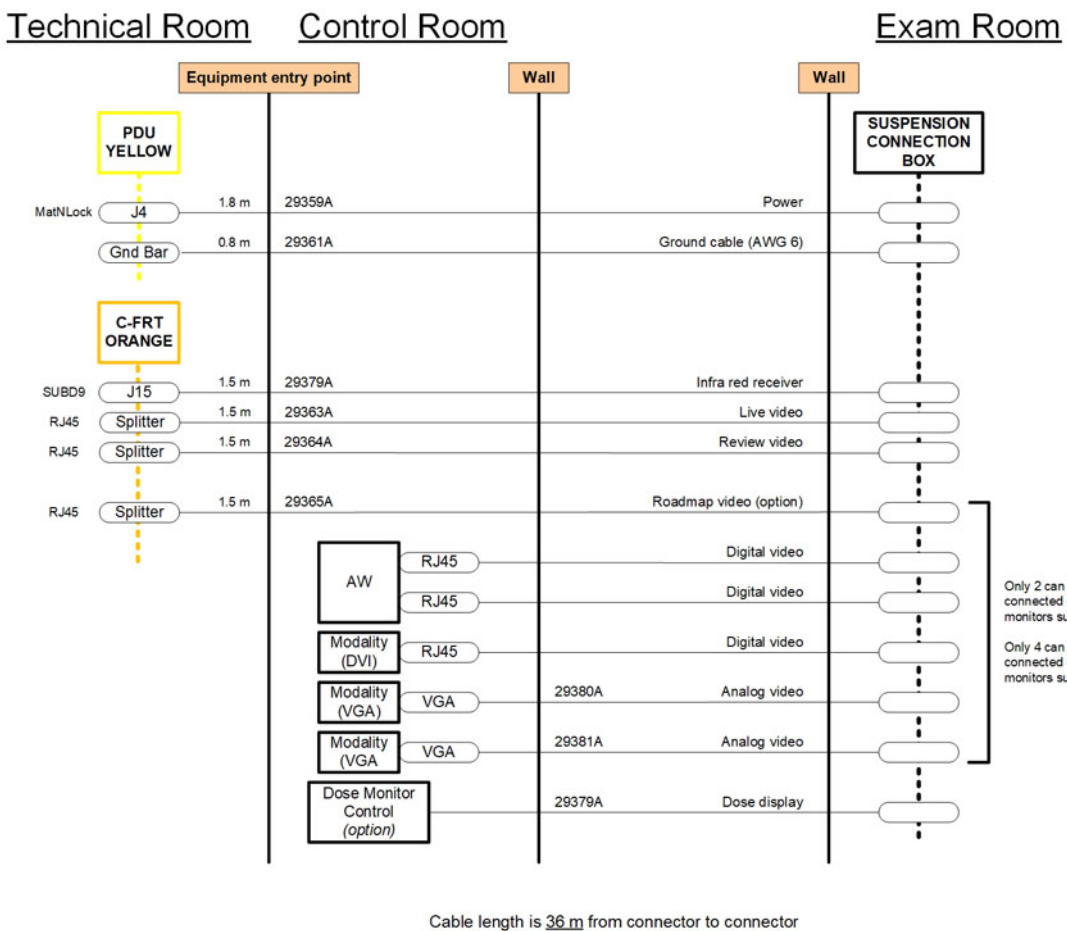 Technical Room Control Room Exam Room
Equipment entry point Wall Wall
PDU
YELLOW
SUSPENSION
CONNECTION
BOX
MatNLock J4 1.8 m 29359A Power
Gnd Bar 0.8 m 29361A Ground cable (AWG 6)
C-FRT
ORANGE
SUBD9 J15 1.5 m 29379A Infra red receiver
RJ45 Splitter 1.5 m 29363A Live video
RJ45 Splitter 1.5 m 29364A Review video
RJ45 Splitter 1.5 m 29365A Roadmap video (option)
AW
RJ45 Digital video
RJ45 Digital video
Only 2 can
connected
monitors su
Modality
(DVI)
RJ45 Digital video
Only 4 can
connected
monitors su
Modality
(VGA)
VGA 29380A Analog video
Modality
(VGA
VGA 29381A Analog video
Dose Monitor
Control
(option)
29379A Dose display
Cable length is 36 m from connector to connector